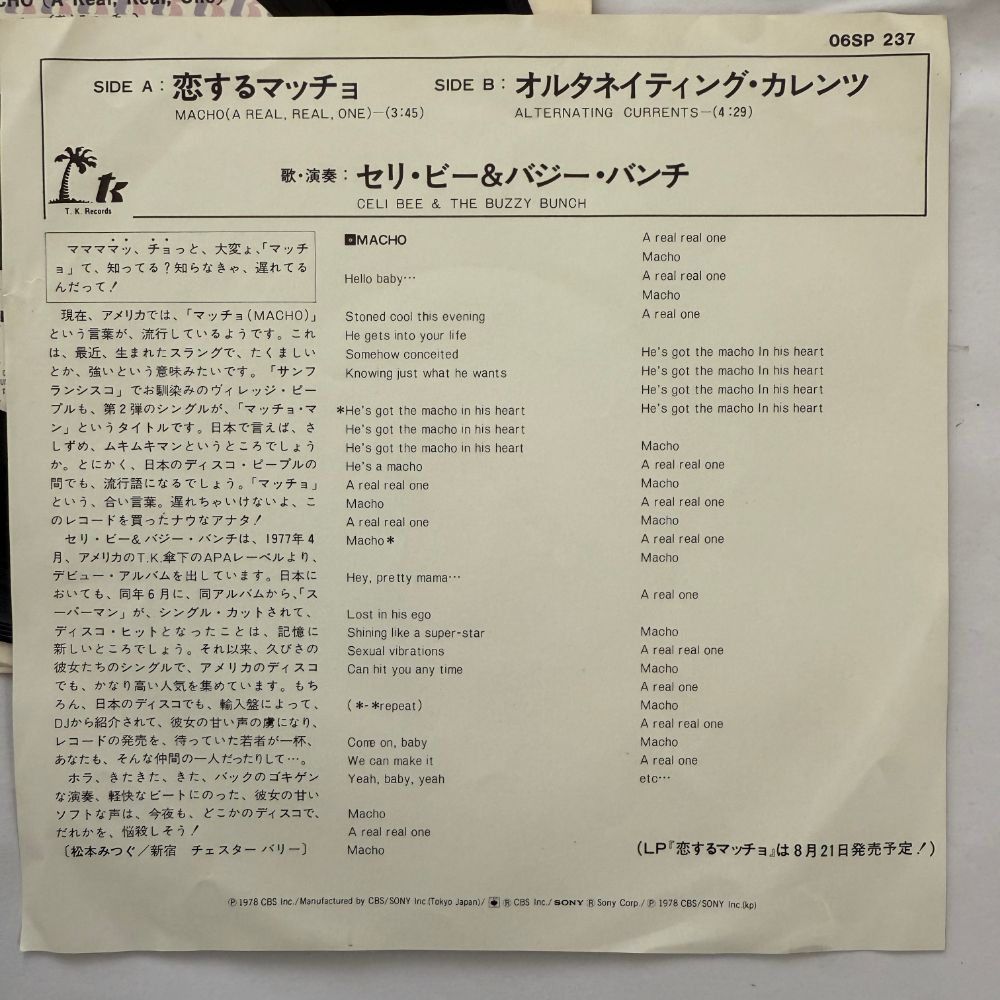 CHO (A Real, Real, One)
06SP 237
SIDE A : 恋するマッチョ
MACHO(A REAL, REAL, ONE)—(3:45)
SIDE B : オルタネイティング・カレンツ
ALTERNATING CURRENTS—(4:29)
tk
T. K. Records
歌・演奏 : セリ・ビー&バジー・バンチ
CELI BEE & THE BUZZY BUNCH
ママママッ、チョっと、大変ょ、「マッチ
ョ」て、知ってる?知らなきゃ、遅れてる
んだって!
現在、アメリカでは、「マッチョ(MACHO)」
という言葉が、流行しているようです。これ
は、最近、生まれたスラングで、たくましい
とか、強いという意味みたいです。「サンフ
ランシスコ」でお馴染みのヴィレッジ・ピー
プルも、第2弾のシングルが、「マッチョ・マ
ン」というタイトルです。日本で言えば、さ
しずめ、ムキムキマンというところでしょう
か。とにかく、日本のディスコ・ピープルの
間でも、流行語になるでしょう。「マッチョ」
という、合い言葉。遅れちゃいけないよ、こ
のレコードを買ったナウなアナタ!
セリ・ビー&バジー・バンチは、1977年4
月、アメリカのT.K.傘下のAPAレーベルより、
デビュー・アルバムを出しています。日本に
おいても、同年6月に、同アルバムから、「ス
ーパーマン」が、シングル・カットされて、
ディスコ・ヒットとなったことは、記憶に
新しいところでしょう。それ以来、久びさの
彼女たちのシングルで、アメリカのディスコ
でも、かなり高い人気を集めています。もち
ろん、日本のディスコでも、輸入盤によって、
DJから紹介されて、彼女の甘い声の虜になり、
レコードの発売を、待っていた若者が一杯、
あなたも、そんな仲間の一人だったりして…。
ホラ、きたきた、きた、バックのゴキゲン
な演奏、軽快なビートにのった、彼女の甘い
ソフトな声は、今夜も、どこかのディスコで、
だれかを、悩殺しそう!
〔松本みつぐ/新宿 チェスター バリー〕
MACHO
Hello baby…
Stoned cool this evening
He gets into your life
Somehow conceited
Knowing just what he wants
*He's got the macho in his heart
He's got the macho in his heart
He's got the macho in his heart
He's a macho
A real real one
Macho
A real real one
Macho*
Hey, pretty mama…
Lost in his ego
Shining like a super-star
Sexual vibrations
Can hit you any time
(*-*repeat)
Come on, baby
We can make it
Yeah, baby, yeah
Macho
A real real one
Macho
A real real one
Macho
A real real one
Macho
A real one
He's got the macho In his heart
He's got the macho In his heart
He's got the macho In his heart
He's got the macho In his heart
Macho
A real real one
Macho
A real real one
Macho
A real real one
Macho
A real one
Macho
A real real one
Macho
A real one
Macho
A real real one
Macho
A real one
etc…
(LP『恋するマッチョ』は8月21日発売予定!)
Ⓟ 1978 CBS Inc./Manufactured by CBS/SONY Inc.(Tokyo Japan)/ ® CBS Inc./SONY ® Sony Corp./ Ⓟ 1978 CBS/SONY Inc.(kp)